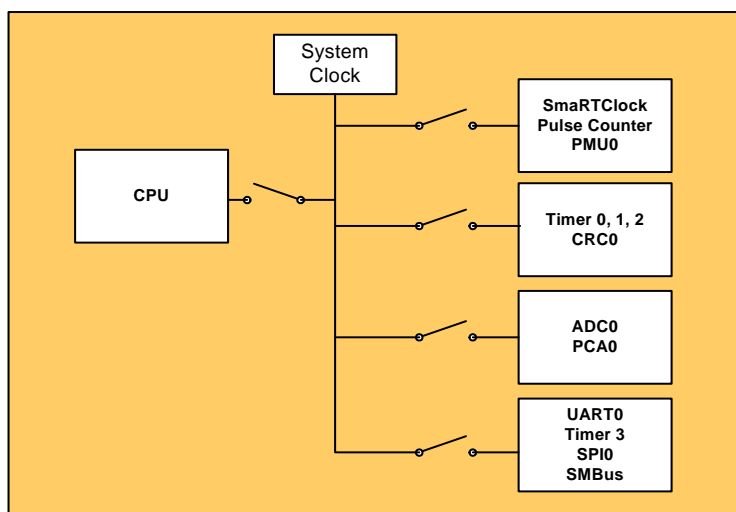 System
Clock
SmaRTClock
Pulse Counter
PMU0
CPU
Timer 0, 1, 2
CRC0
ADC0
PCA0
UART0
Timer 3
SPI0
SMBus